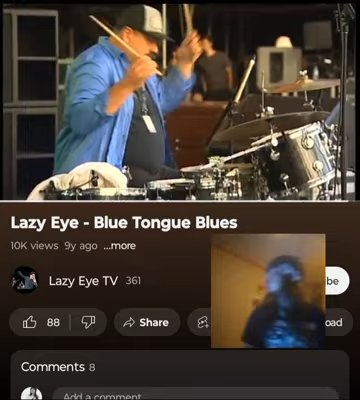 Lazy Eye - Blue Tongue Blues
10K views 9y ago ...more
Lazy Eye TV 361
be
88 Share oad
Comments 8
Add a comment